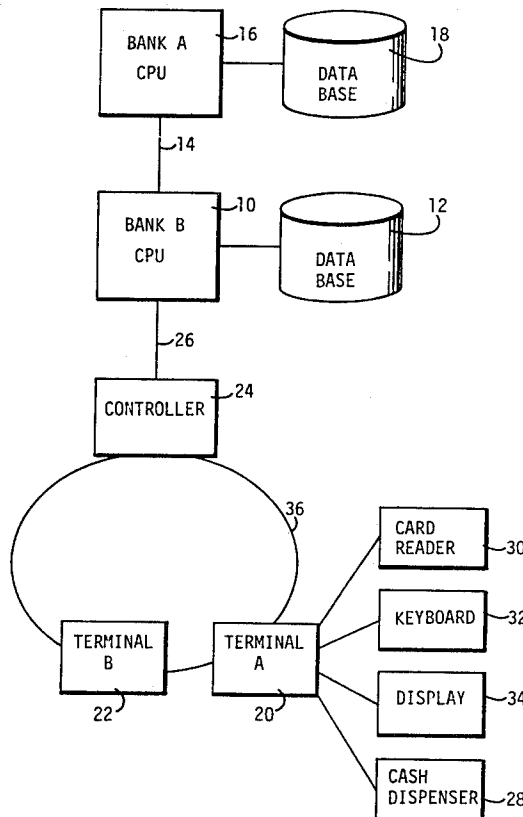 BANK A
CPU
16
DATA
BASE
18
14
BANK B
CPU
10
DATA
BASE
12
26
CONTROLLER
24
36
TERMINAL
B
22
TERMINAL
A
20
CARD
READER
30
KEYBOARD
32
DISPLAY
34
CASH
DISPENSER
28